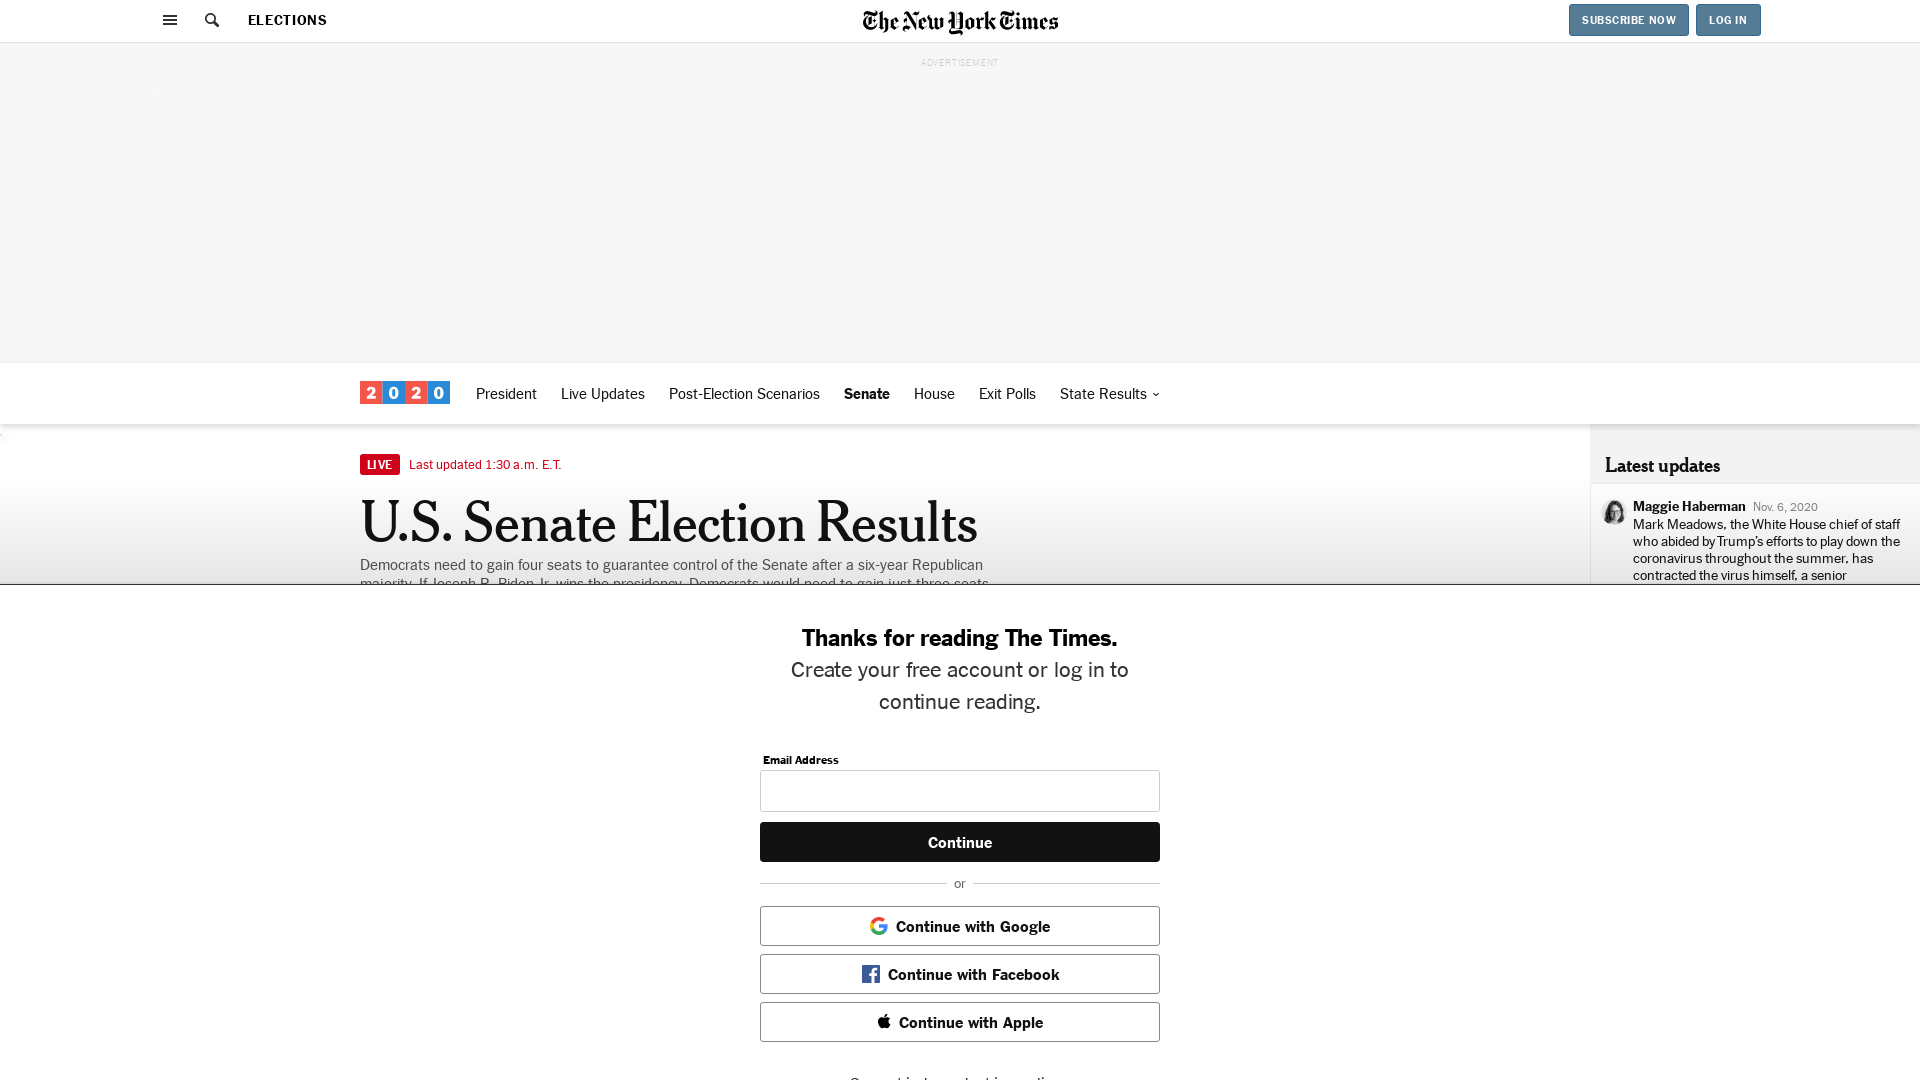 ELECTIONS
The New York Times
SUBSCRIBE NOW
LOG IN
ADVERTISEMENT
2020
President
Live Updates
Post-Election Scenarios
Senate
House
Exit Polls
State Results
LIVE
Last updated 1:30 a.m. E.T.
U.S. Senate Election Results
Democrats need to gain four seats to guarantee control of the Senate after a six-year Republican
majority. If Joseph R. Biden Jr. wins the presidency, Democrats would need to gain just three seats
Latest updates
Maggie Haberman Nov. 6, 2020
Mark Meadows, the White House chief of staff
who abided by Trump's efforts to play down the
coronavirus throughout the summer, has
contracted the virus himself, a senior
Thanks for reading The Times.
Create your free account or log in to
continue reading.
Email Address
Continue
or
Continue with Google
Continue with Facebook
Continue with Apple